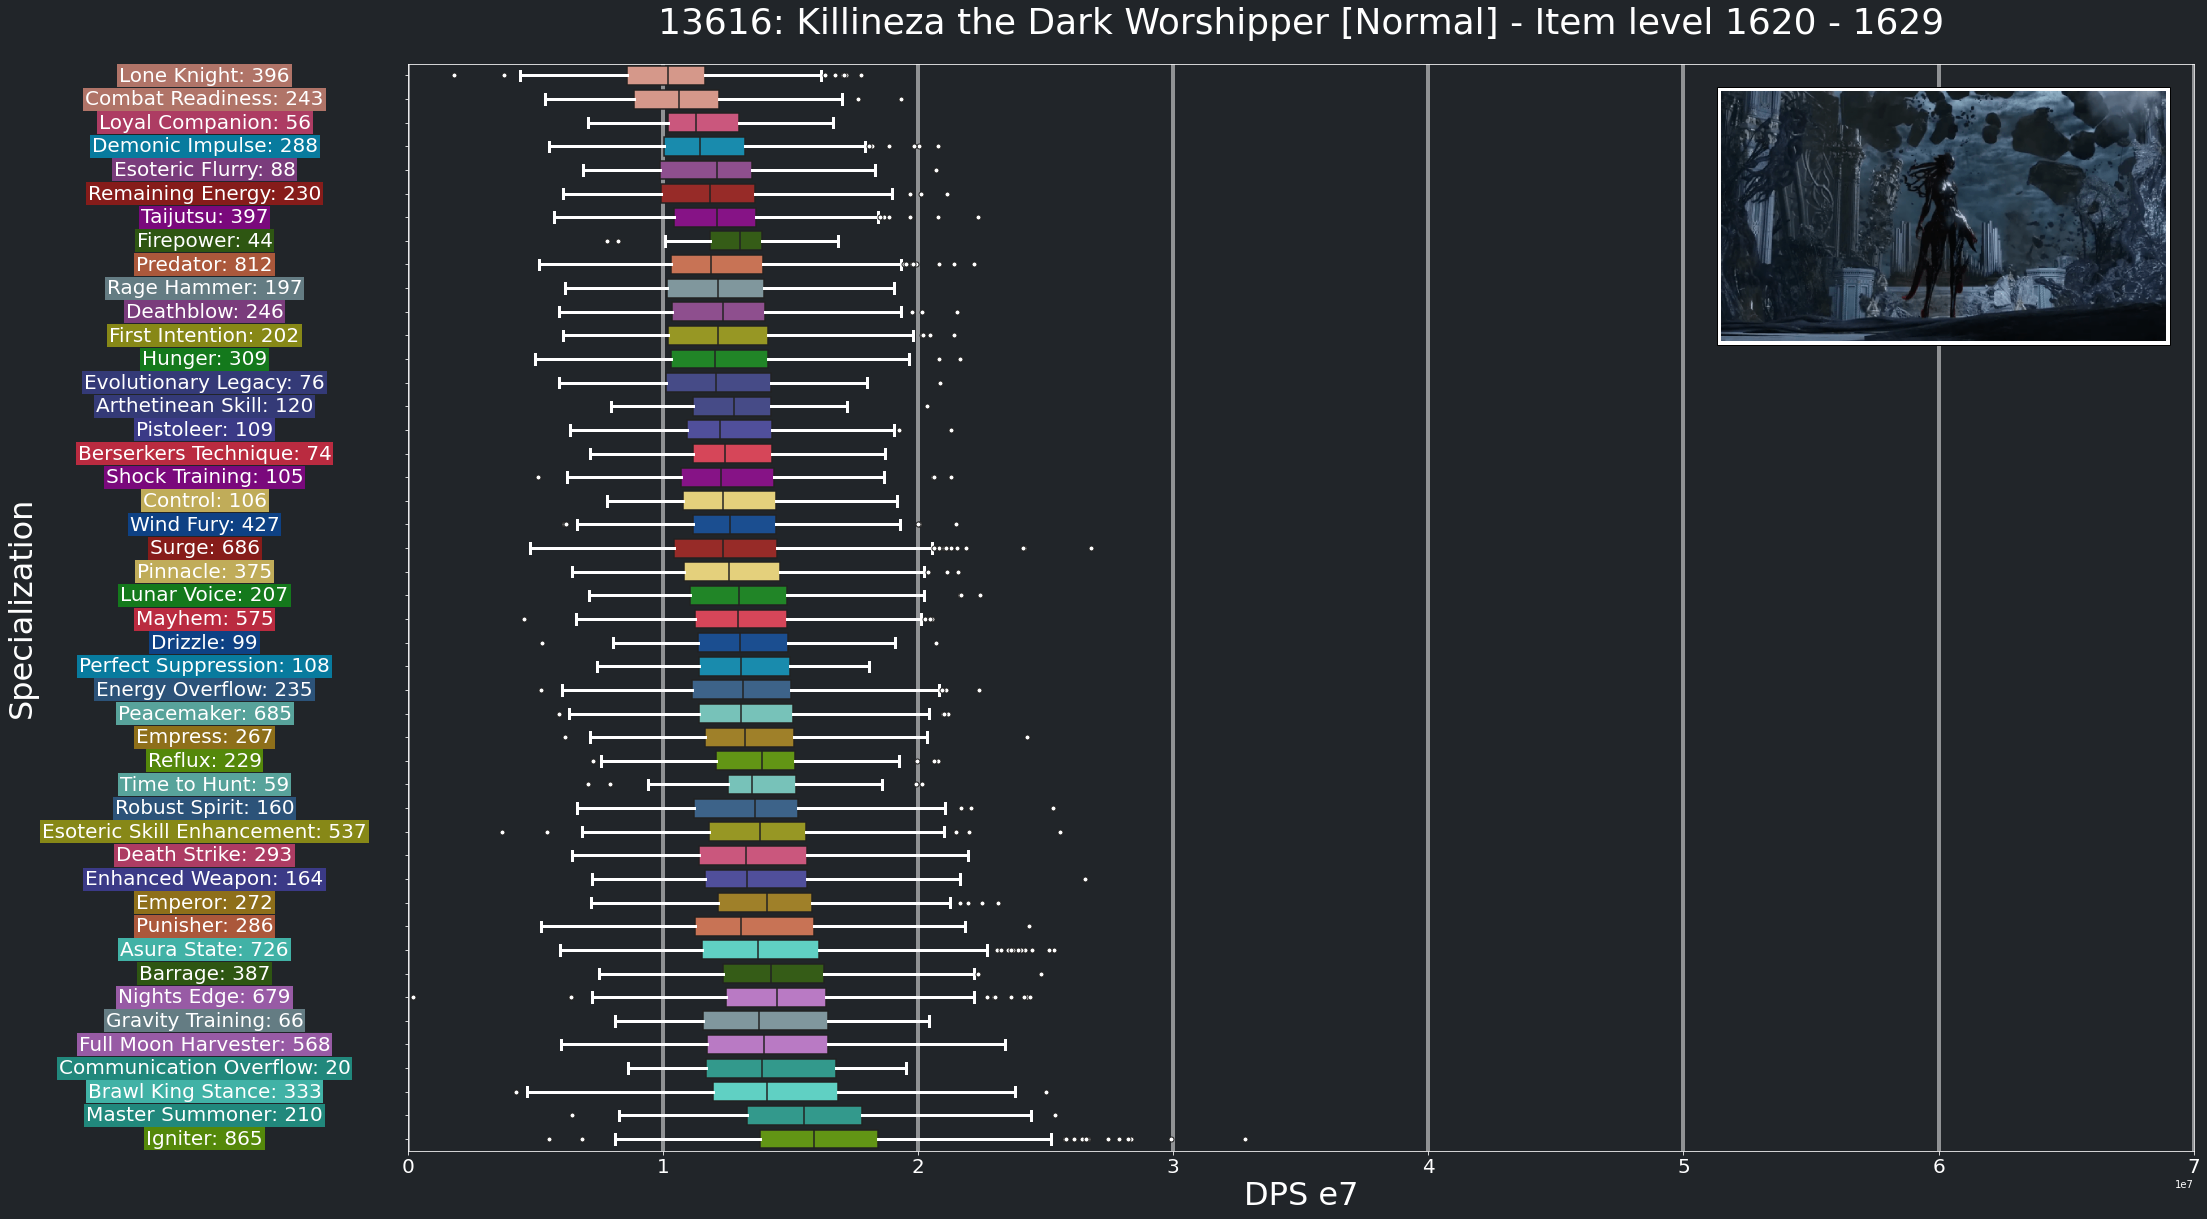 13616: Killineza the Dark Worshipper [Normal] - Item level 1620 - 1629
Specialization
Lone Knight: 396
Combat Readiness: 243
Loyal Companion: 56
Demonic Impulse: 288
Esoteric Flurry: 88
Remaining Energy: 230
Taijutsu: 397
Firepower: 44
Predator: 812
Rage Hammer: 197
Deathblow: 246
First Intention: 202
Hunger: 309
Evolutionary Legacy: 76
Arthetinean Skill: 120
Pistoleer: 109
Berserkers Technique: 74
Shock Training: 105
Control: 106
Wind Fury: 427
Surge: 686
Pinnacle: 375
Lunar Voice: 207
Mayhem: 575
Drizzle: 99
Perfect Suppression: 108
Energy Overflow: 235
Peacemaker: 685
Empress: 267
Reflux: 229
Time to Hunt: 59
Robust Spirit: 160
Esoteric Skill Enhancement: 537
Death Strike: 293
Enhanced Weapon: 164
Emperor: 272
Punisher: 286
Asura State: 726
Barrage: 387
Nights Edge: 679
Gravity Training: 66
Full Moon Harvester: 568
Communication Overflow: 20
Brawl King Stance: 333
Master Summoner: 210
Igniter: 865
0 1 2 3 4 5 6 7
DPS e7
1e7